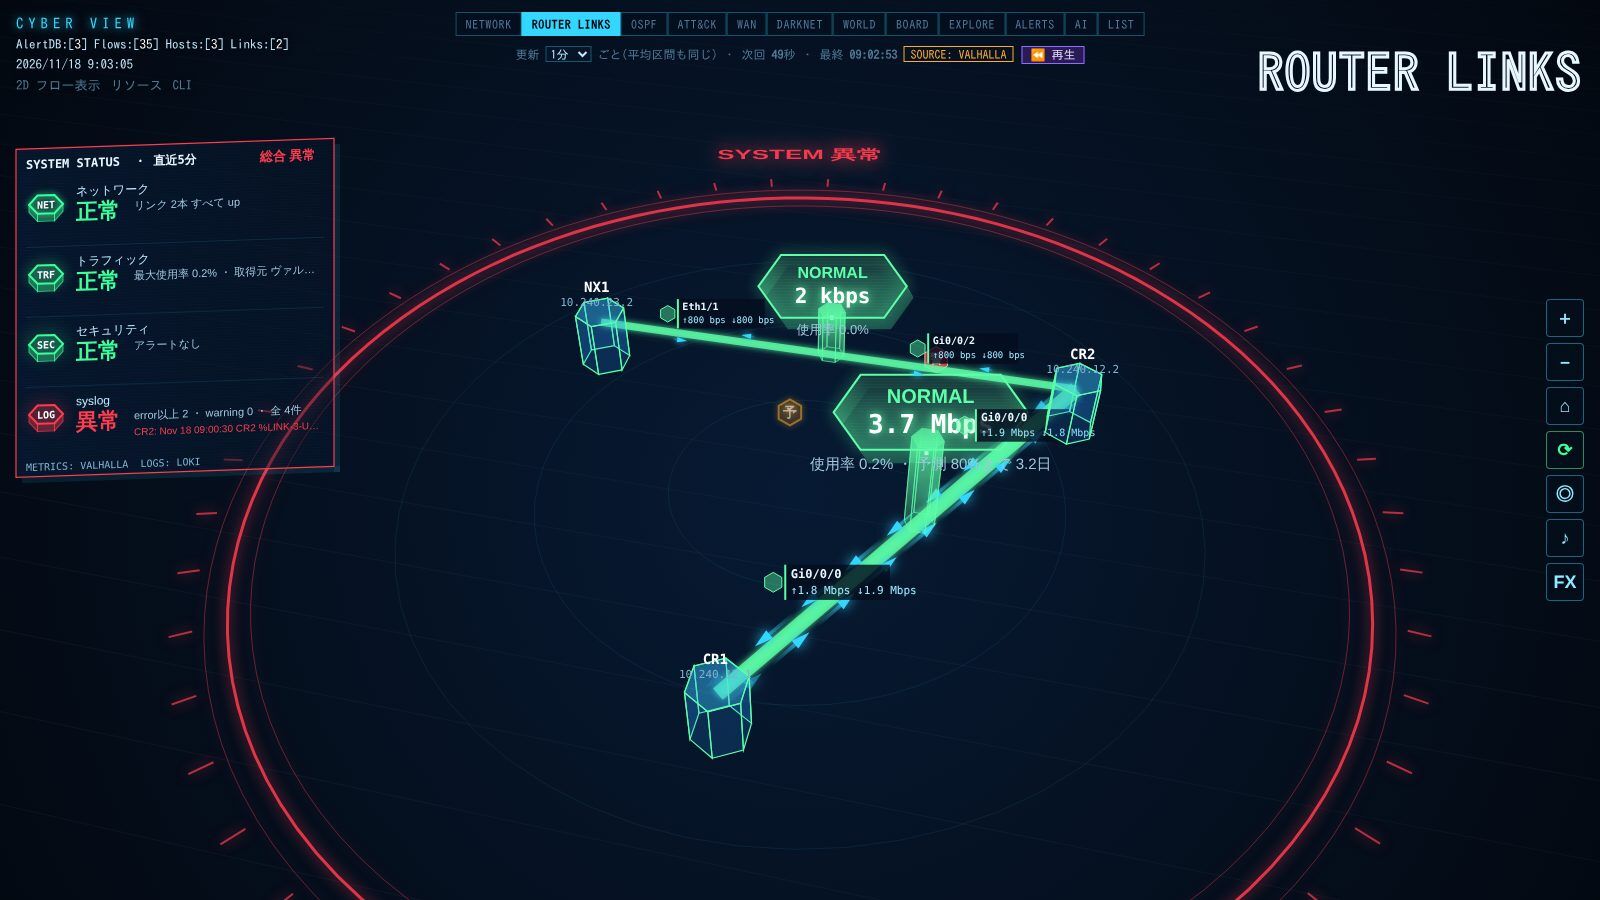 CYBER VIEW
AlertDB:[3] Flows:[35] Hosts:[3] Links:[2]
2026/11/18 9:03:05
2D フロー表示 リソース CLI
NETWORK ROUTER LINKS OSPF ATT&CK WAN DARKNET WORLD BOARD EXPLORE ALERTS AI LIST
更新 1分 ごと(平均区間も同じ) ・ 次回 49秒 ・ 最終 09:02:53 SOURCE: VALHALLA ⏪ 再生
ROUTER LINKS
SYSTEM STATUS ・ 直近5分 総合 異常
NET ネットワーク
正常 リンク 2本 すべて up
TRF トラフィック
正常 最大使用率 0.2% ・ 取得元 ヴァル…
SEC セキュリティ
正常 アラートなし
LOG syslog
異常 error以上 2 ・ warning 0 ・ 全 4件
CR2: Nov 18 09:00:30 CR2 %LINK-3-U…
METRICS: VALHALLA LOGS: LOKI
SYSTEM 異常
NORMAL
2 kbps
使用率 0.0%
NX1
10.240.23.2
Eth1/1
↑800 bps ↓800 bps
Gi0/0/2
↑800 bps ↓800 bps
CR2
10.240.12.2
NORMAL
3.7 Mbps
Gi0/0/0
↑1.9 Mbps ↓1.8 Mbps
予
使用率 0.2% ・ 予測 80% 3.2日
Gi0/0/0
↑1.8 Mbps ↓1.9 Mbps
CR1
10.240.
+
−
⌂
⟳
◎
♪
FX